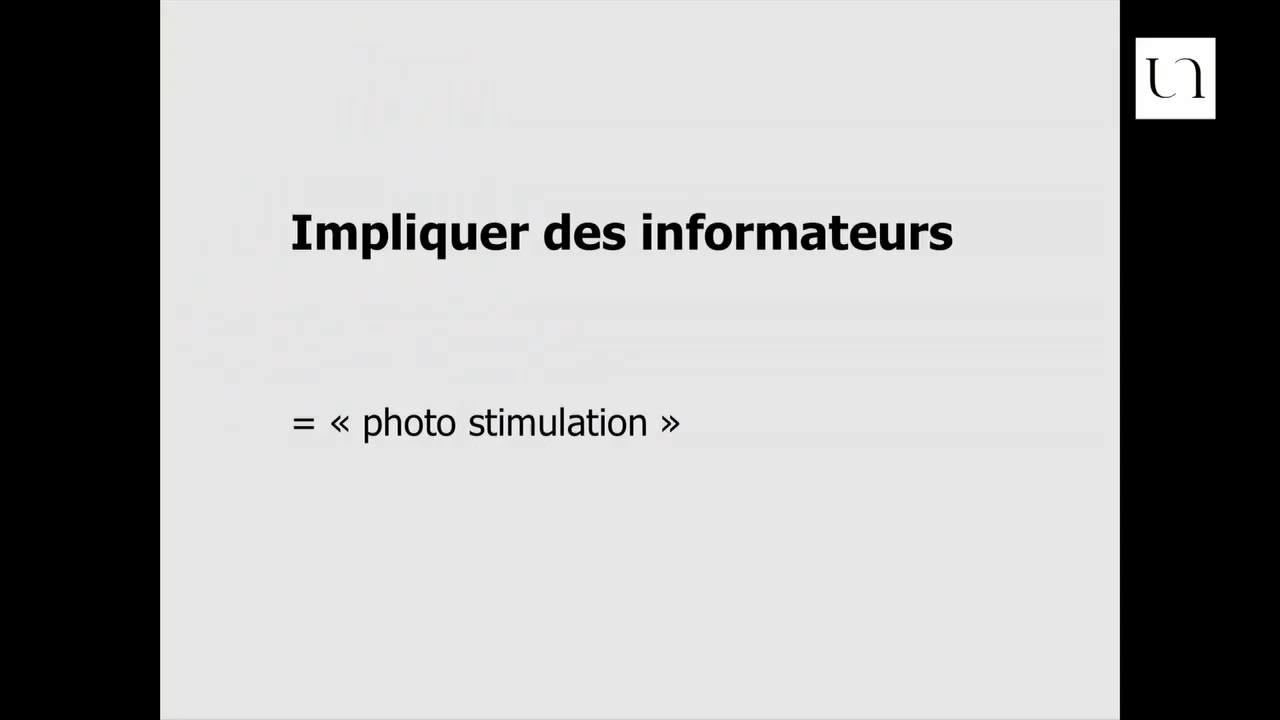 Impliquer des informateurs
= « photo stimulation »